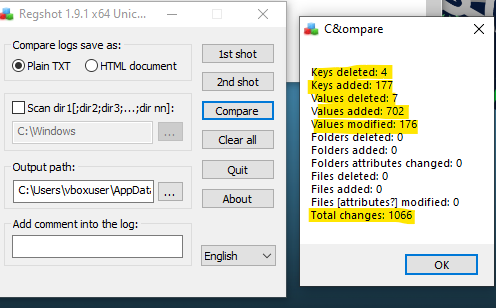 Regshot 1.9.1 x64 Unic...
Compare logs save as:
Plain TXT
HTML document
Scan dir1[;dir2;dir3;...;dir nn]:
C:\Windows
...
Output path:
C:\Users\vboxuser\AppData
...
Add comment into the log:
1st shot
2nd shot
Compare
Clear all
Quit
About
English
C&ompare
Keys deleted: 4
Keys added: 177
Values deleted: 7
Values added: 702
Values modified: 176
Folders deleted: 0
Folders added: 0
Folders attributes changed: 0
Files deleted: 0
Files added: 0
Files [attributes?] modified: 0
Total changes: 1066
OK